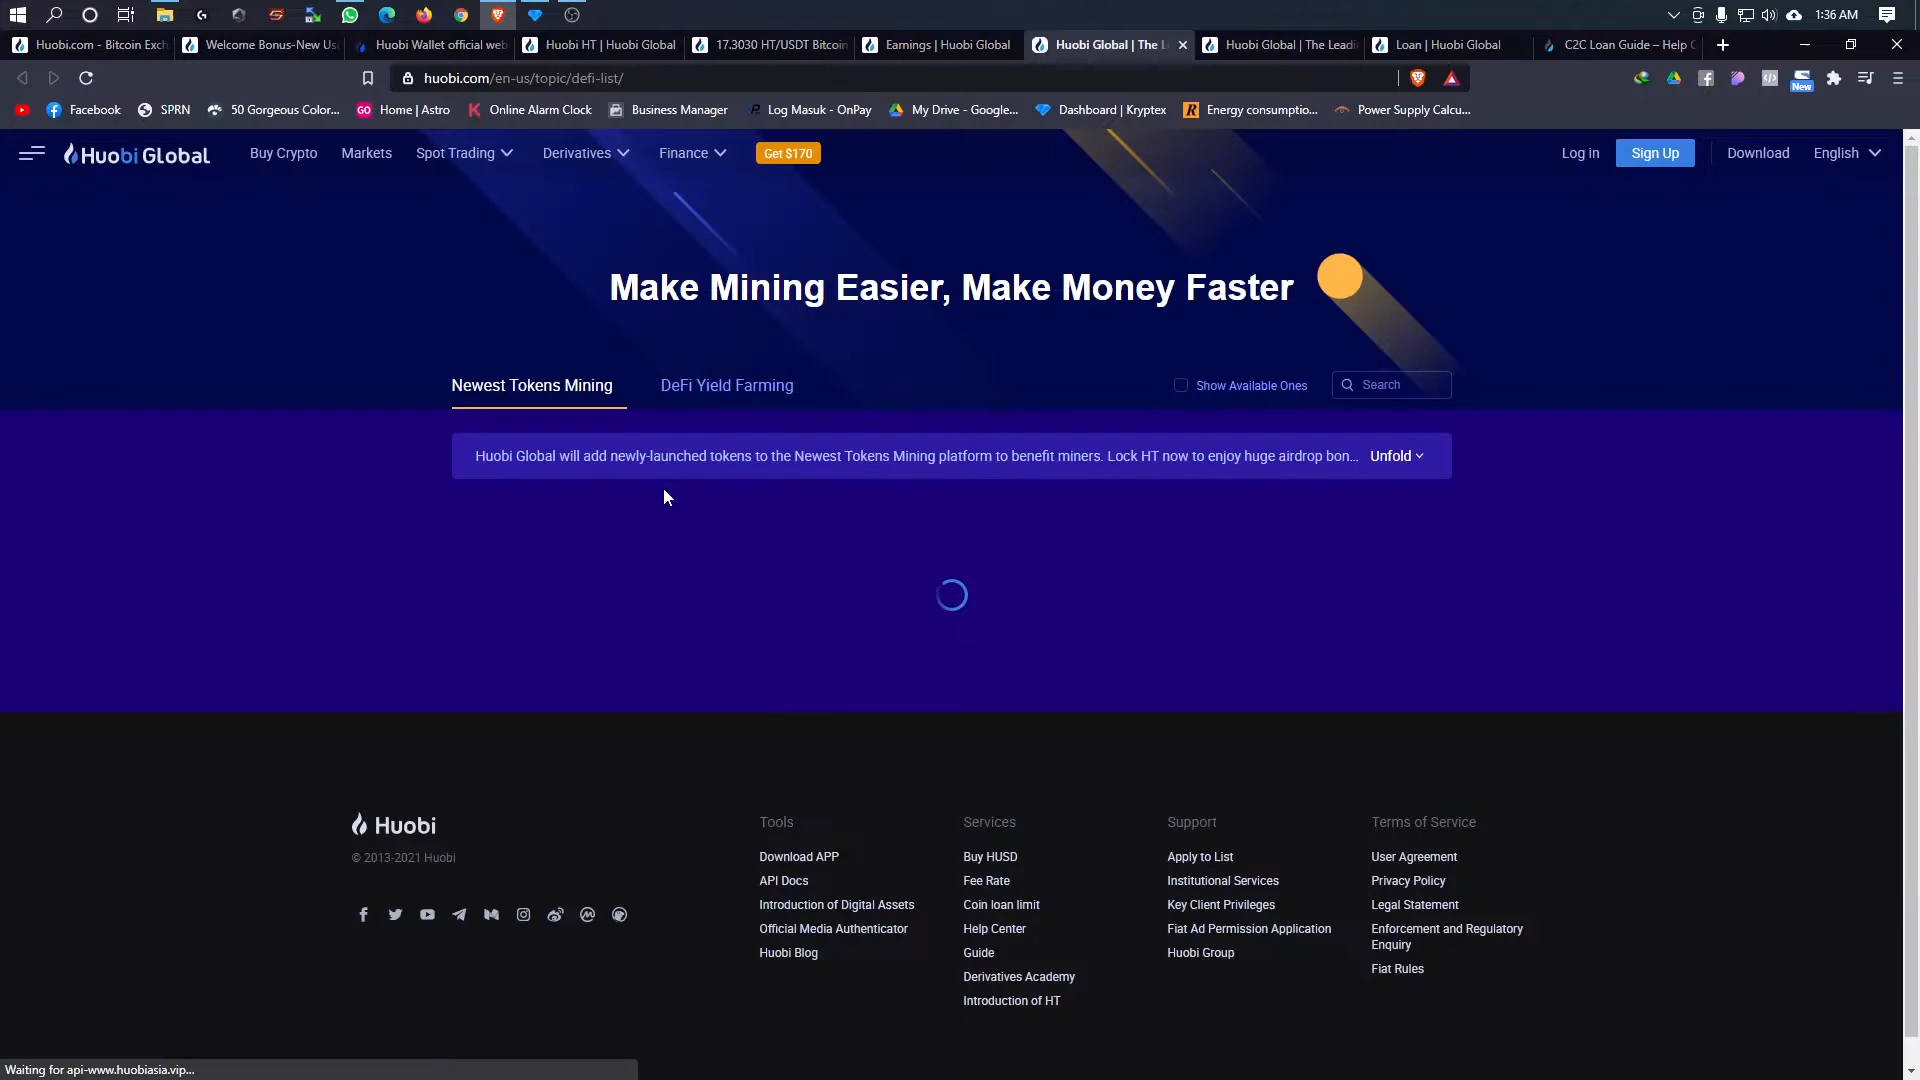 1:36 AM
Huobi.com - Bitcoin Exch
Welcome Bonus-New Us
Huobi Wallet official web
Huobi HT | Huobi Global
17.3030 HT/USDT Bitcoin
Earnings | Huobi Global
Huobi Global | The L
Huobi Global | The Leadi
Loan | Huobi Global
C2C Loan Guide – Help C
huobi.com/en-us/topic/defi-list/
New
Facebook
SPRN
50 Gorgeous Color...
GO
Home | Astro
Online Alarm Clock
Business Manager
Log Masuk - OnPay
My Drive - Google...
Dashboard | Kryptex
Energy consumptio...
Power Supply Calcu...
Huobi Global
Buy Crypto
Markets
Spot Trading
Derivatives
Finance
Get $170
Log in
Sign Up
Download
English
Make Mining Easier, Make Money Faster
Newest Tokens Mining
DeFi Yield Farming
Show Available Ones
Search
Huobi Global will add newly-launched tokens to the Newest Tokens Mining platform to benefit miners. Lock HT now to enjoy huge airdrop bon...
Unfold
Huobi
© 2013-2021 Huobi
Tools
Download APP
API Docs
Introduction of Digital Assets
Official Media Authenticator
Huobi Blog
Services
Buy HUSD
Fee Rate
Coin loan limit
Help Center
Guide
Derivatives Academy
Introduction of HT
Support
Apply to List
Institutional Services
Key Client Privileges
Fiat Ad Permission Application
Huobi Group
Terms of Service
User Agreement
Privacy Policy
Legal Statement
Enforcement and Regulatory
Enquiry
Fiat Rules
Waiting for api-www.huobiasia.vip...